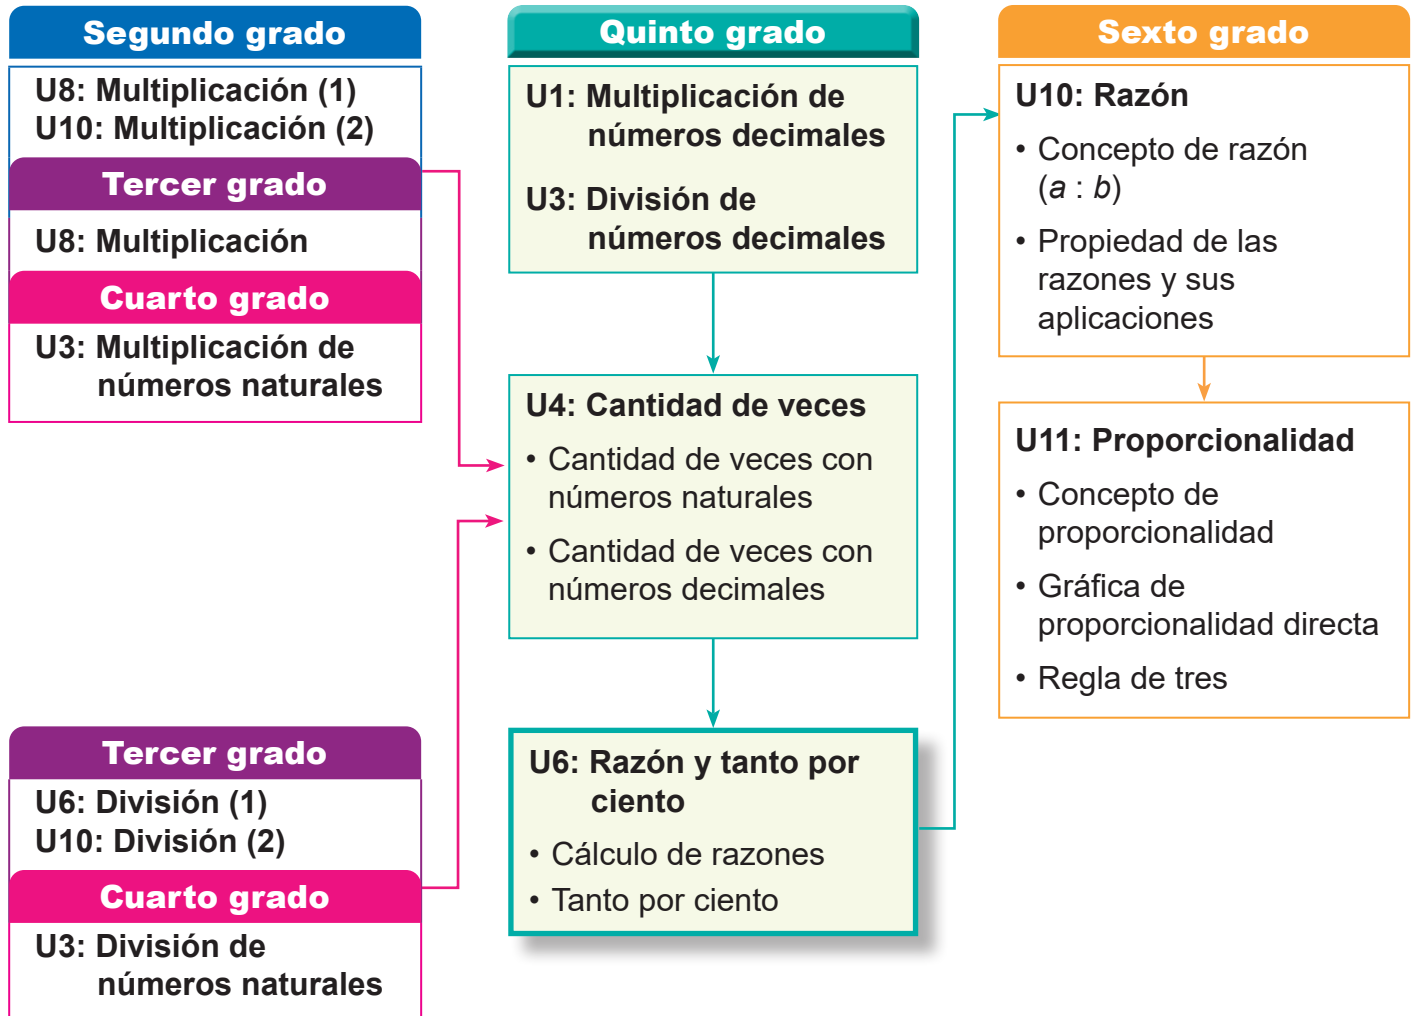 Segundo grado
U8: Multiplicación (1)
U10: Multiplicación (2)
Tercer grado
U8: Multiplicación
Cuarto grado
U3: Multiplicación de
números naturales
Tercer grado
U6: División (1)
U10: División (2)
Cuarto grado
U3: División de
números naturales
Quinto grado
U1: Multiplicación de
números decimales
U3: División de
números decimales
U4: Cantidad de veces
• Cantidad de veces con
números naturales
• Cantidad de veces con
números decimales
U6: Razón y tanto por
ciento
• Cálculo de razones
• Tanto por ciento
Sexto grado
U10: Razón
• Concepto de razón
(a : b)
• Propiedad de las
razones y sus
aplicaciones
U11: Proporcionalidad
• Concepto de
proporcionalidad
• Gráfica de
proporcionalidad directa
• Regla de tres